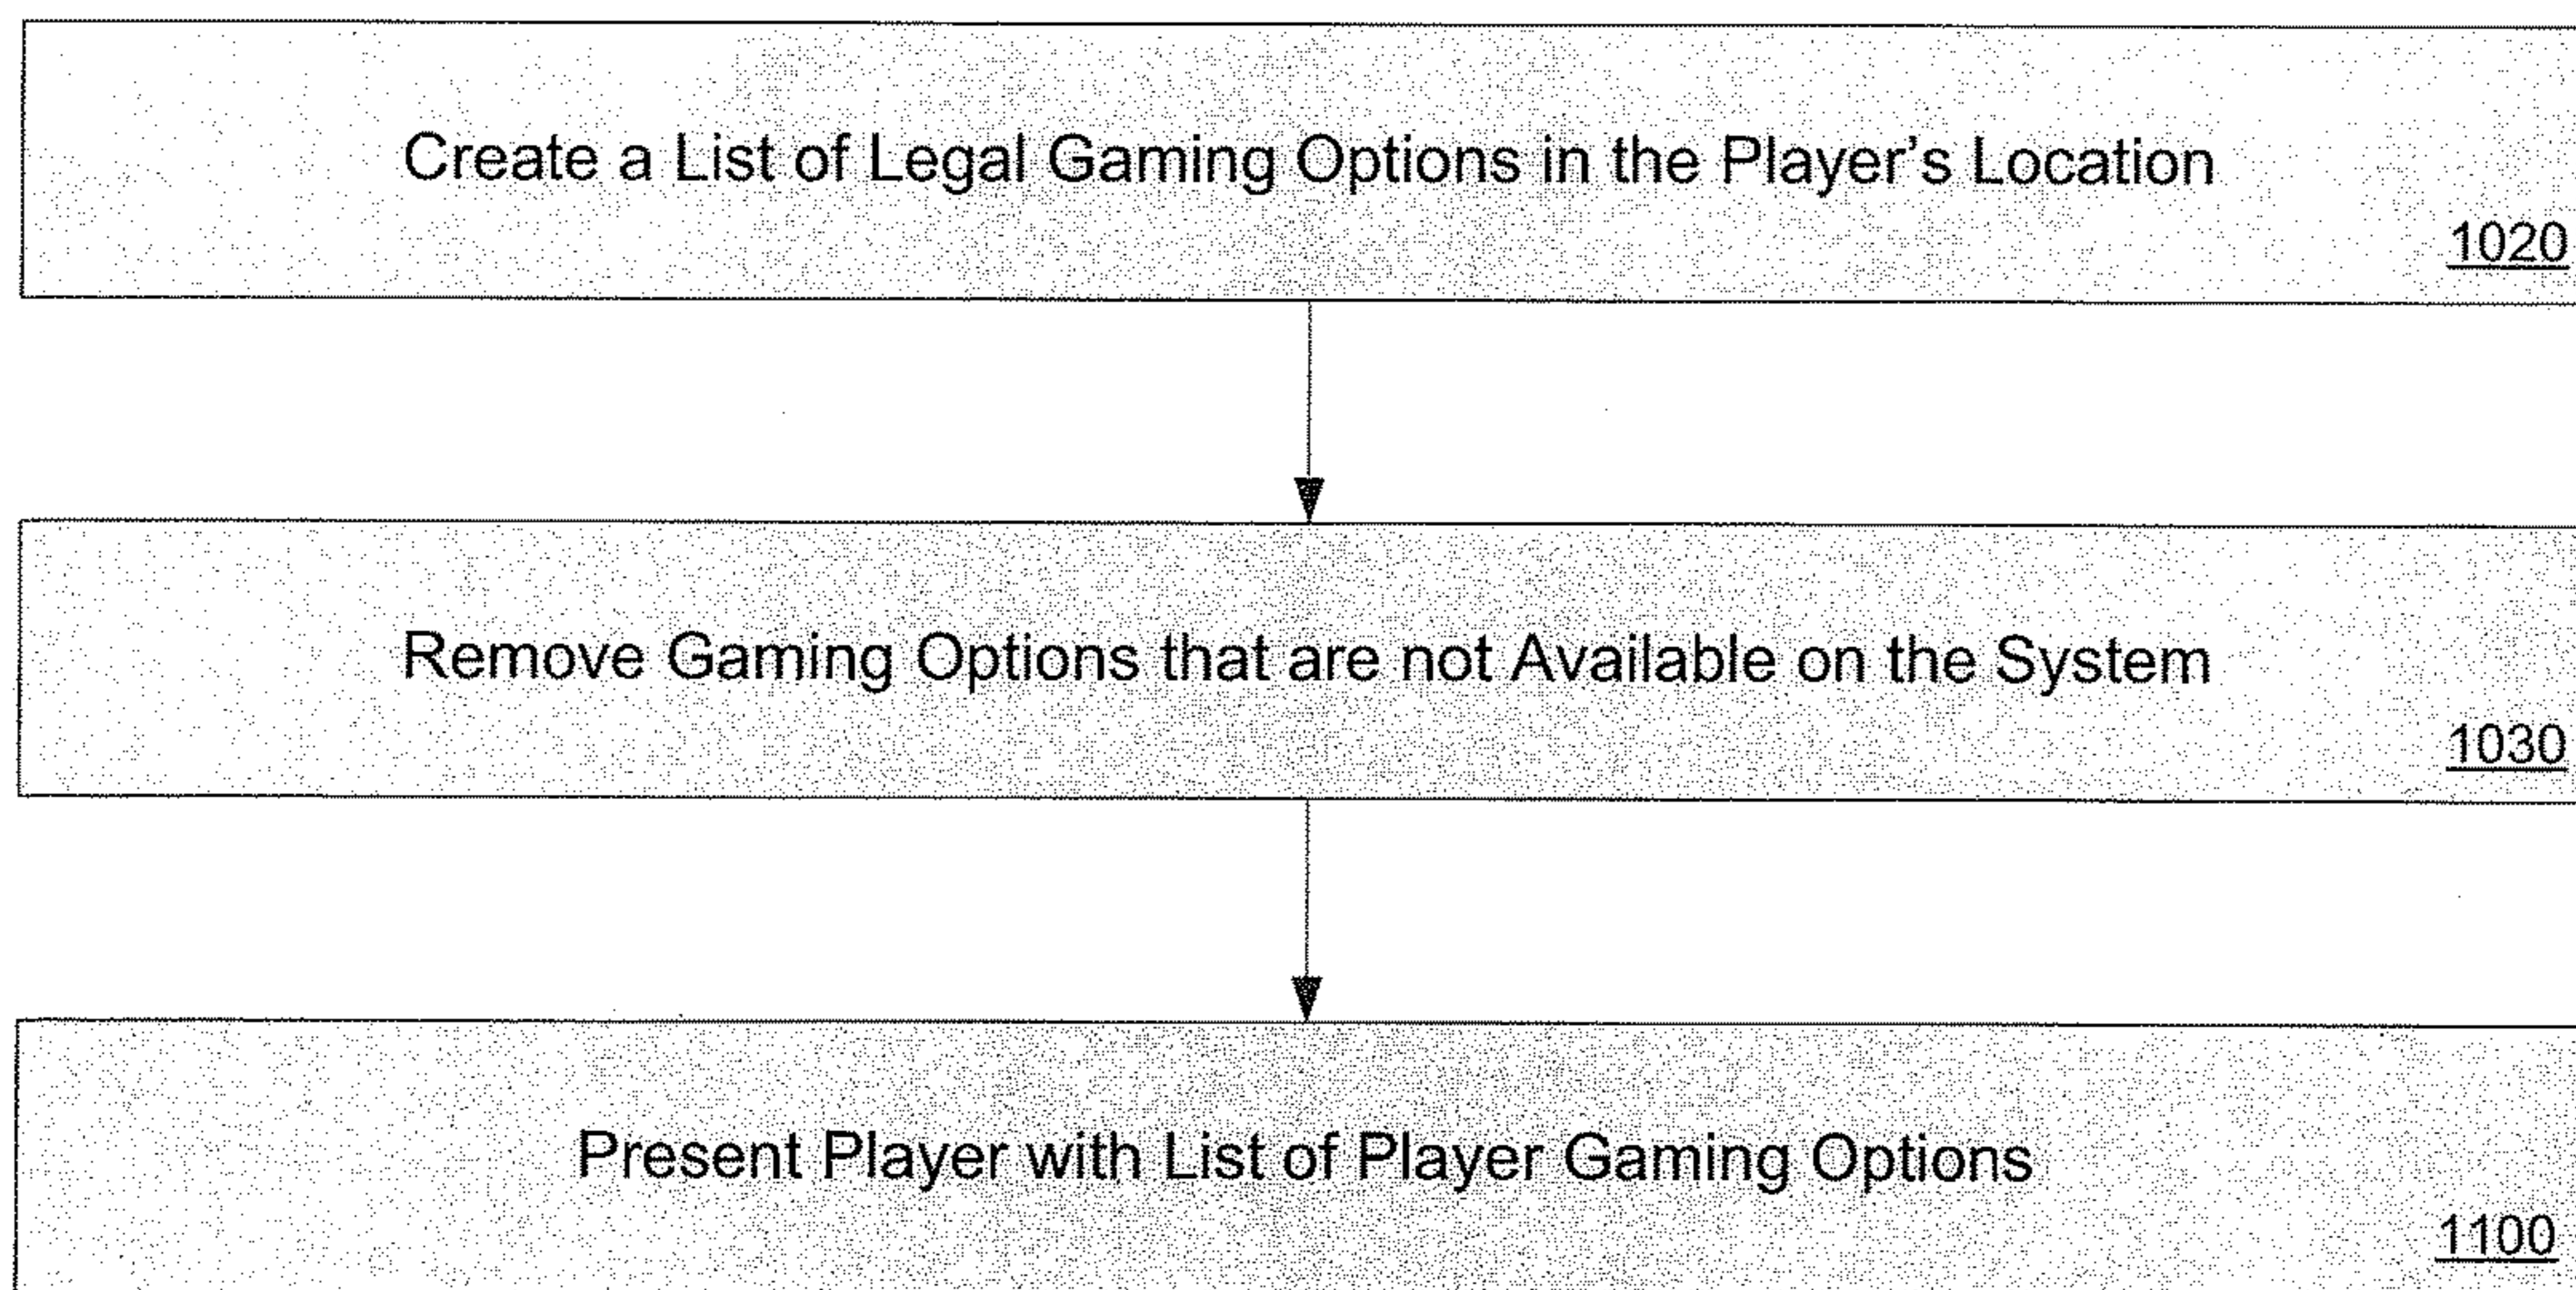 Create a List of Legal Gaming Options in the Player's Location
1020
Remove Gaming Options that are not Available on the System
1030
Present Player with List of Player Gaming Options
1100